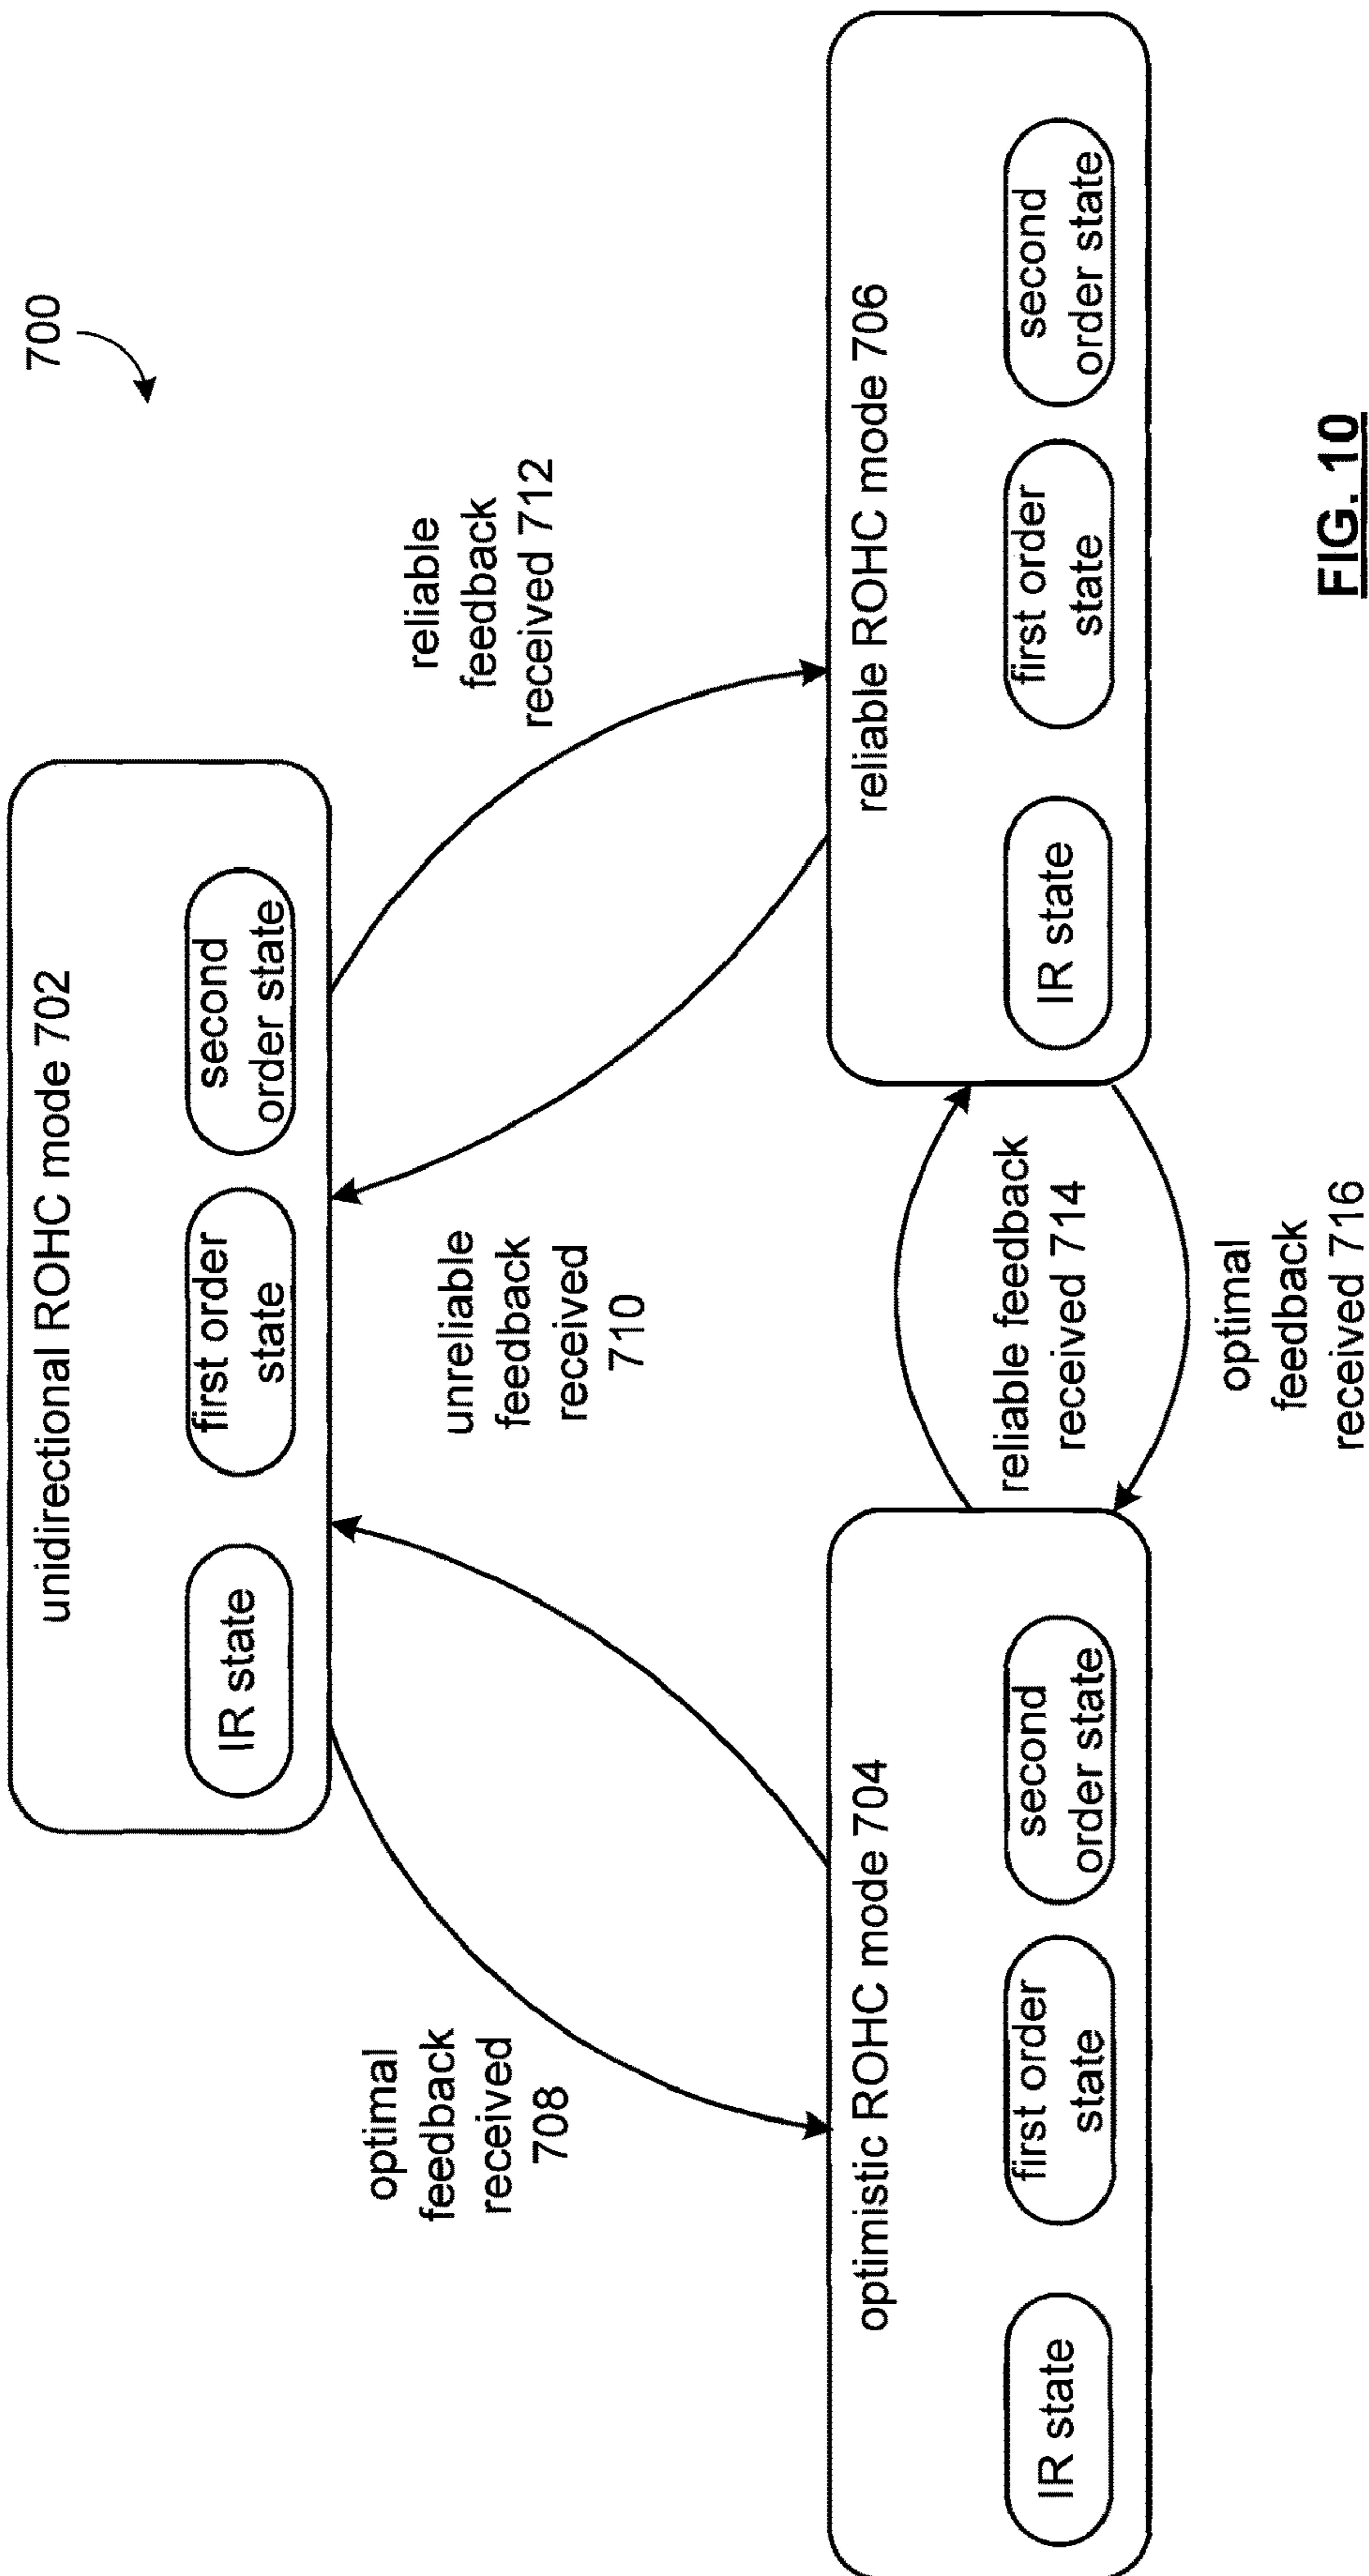 700
unidirectional ROHC mode 702
IR state
first order
state
second
order state
optimal
feedback
received
708
unreliable
feedback
received
710
reliable
feedback
received 712
optimistic ROHC mode 704
IR state
first order
state
second
order state
reliable feedback
received 714
optimal
feedback
received 716
reliable ROHC mode 706
IR state
first order
state
second
order state
FIG. 10